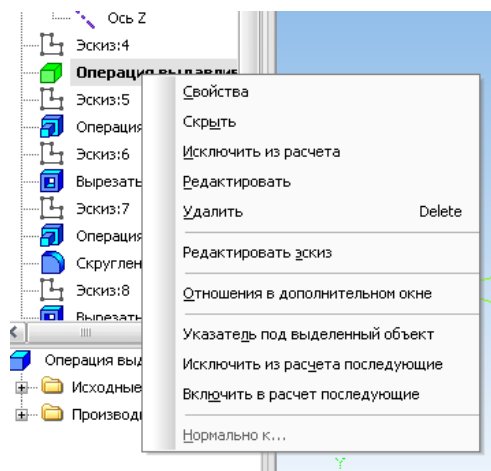 Ось Z
Эскиз:4
Операция выдавлив
Эскиз:5
Операция
Эскиз:6
Вырезать
Эскиз:7
Операция
Скруглен
Эскиз:8
Вырезать
Операция выд
Исходные
Производ
Свойства
Скрыть
Исключить из расчета
Редактировать
Удалить Delete
Редактировать эскиз
Отношения в дополнительном окне
Указатель под выделенный объект
Исключить из расчета последующие
Включить в расчет последующие
Нормально к...
Y